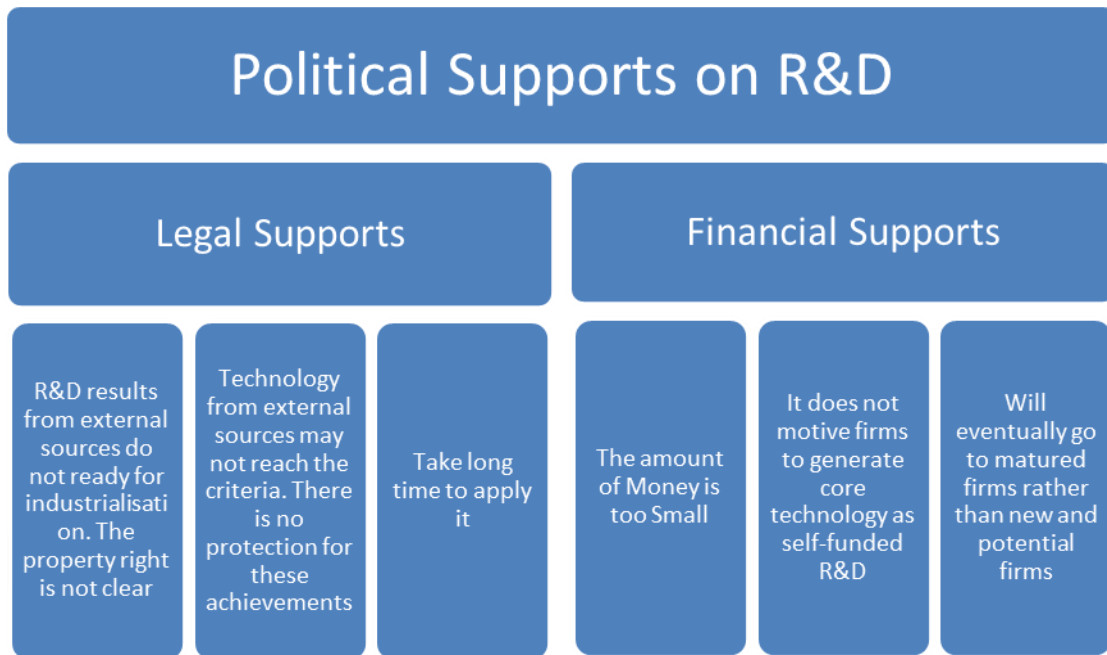 Political Supports on R&D
Legal Supports
Financial Supports
R&D results
from external
sources do
not ready for
industrialisati
on. The
property right
is not clear
Technology
from external
sources may
not reach the
criteria. There
is no
protection for
these
achievements
Take long
time to apply
it
The amount
of Money is
too Small
It does not
motive firms
to generate
core
technology as
self-funded
R&D
Will
eventually go
to matured
firms rather
than new and
potential
firms